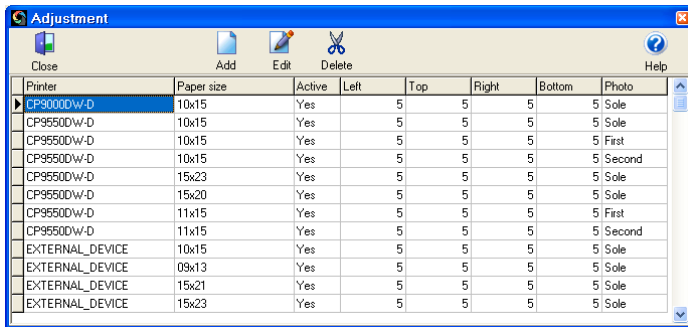 Adjustment
Close Add Edit Delete Help
Printer Paper size Active Left Top Right Bottom Photo
CP9000DW-D 10x15 Yes 5 5 5 5 Sole
CP9550DW-D 10x15 Yes 5 5 5 5 Sole
CP9550DW-D 10x15 Yes 5 5 5 5 First
CP9550DW-D 10x15 Yes 5 5 5 5 Second
CP9550DW-D 15x23 Yes 5 5 5 5 Sole
CP9550DW-D 15x20 Yes 5 5 5 5 Sole
CP9550DW-D 11x15 Yes 5 5 5 5 First
CP9550DW-D 11x15 Yes 5 5 5 5 Second
EXTERNAL_DEVICE 10x15 Yes 5 5 5 5 Sole
EXTERNAL_DEVICE 09x13 Yes 5 5 5 5 Sole
EXTERNAL_DEVICE 15x21 Yes 5 5 5 5 Sole
EXTERNAL_DEVICE 15x23 Yes 5 5 5 5 Sole